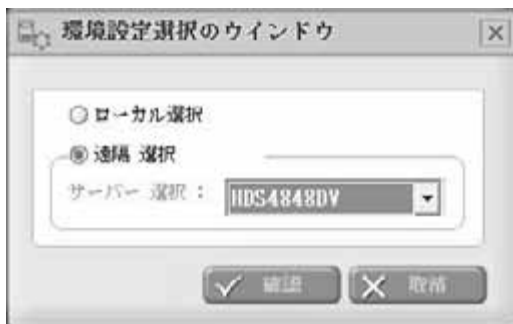 環境設定選択のウインドウ
ローカル選択
遠隔 選択
サーバー 選択：
HDS4848DV
確認
取消